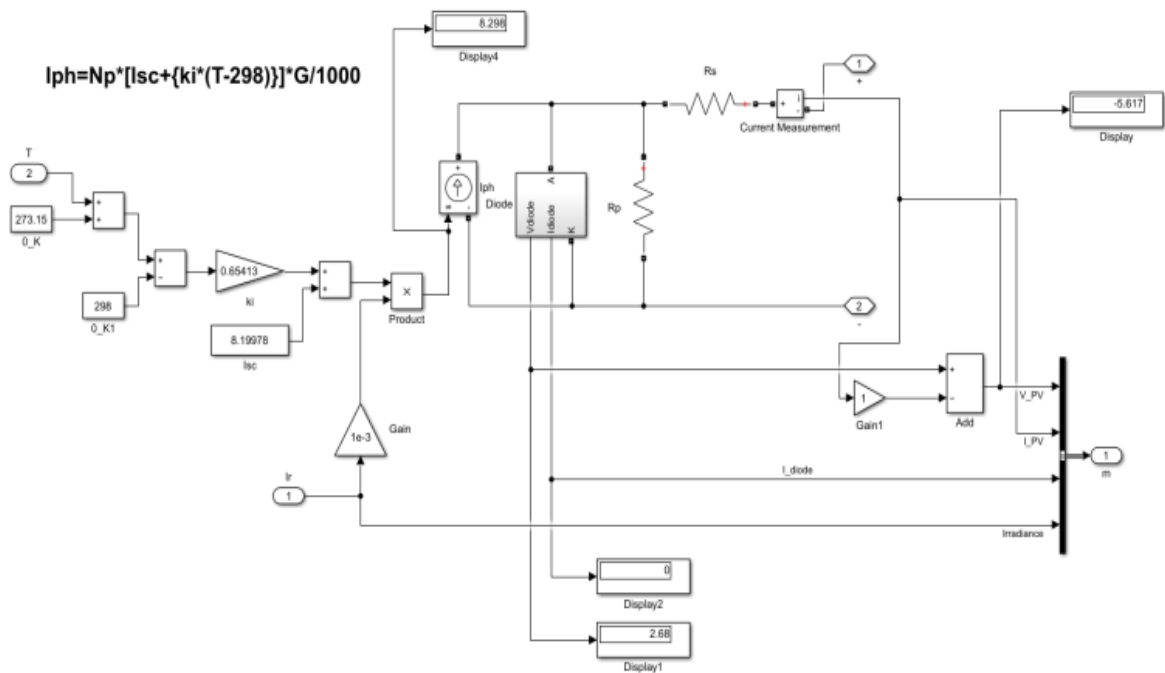 8.298
Display4
Iph=Np*[Isc+{ki*(T-298)}]*G/1000
Rs
1
+
+
i
-
Current Measurement
-5.617
Display
T
2
+
Iph
s
-
+
+
273.15
0_K
A
Diode
Vdiode
Idiode
K
Rp
+
-
0.65413
ki
+
+
×
Product
298
0_K1
2
-
8.19978
Isc
+
-
Add
1
Gain1
V_PV
1e-3
Gain
I_PV
1
m
Ir
1
I_diode
Irradiance
0
Display2
2.68
Display1